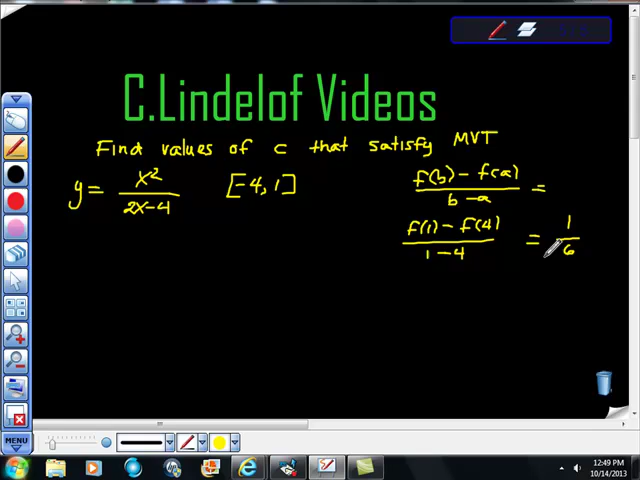 C.Lindelof Videos
Find values of c that satisfy MVT
y = x² / (2x-4) [-4, 1]
f(b) - f(a) / b - a =
f(1) - f(4) / 1 - 4 = 1/6
MENU
12:49 PM
10/14/2013